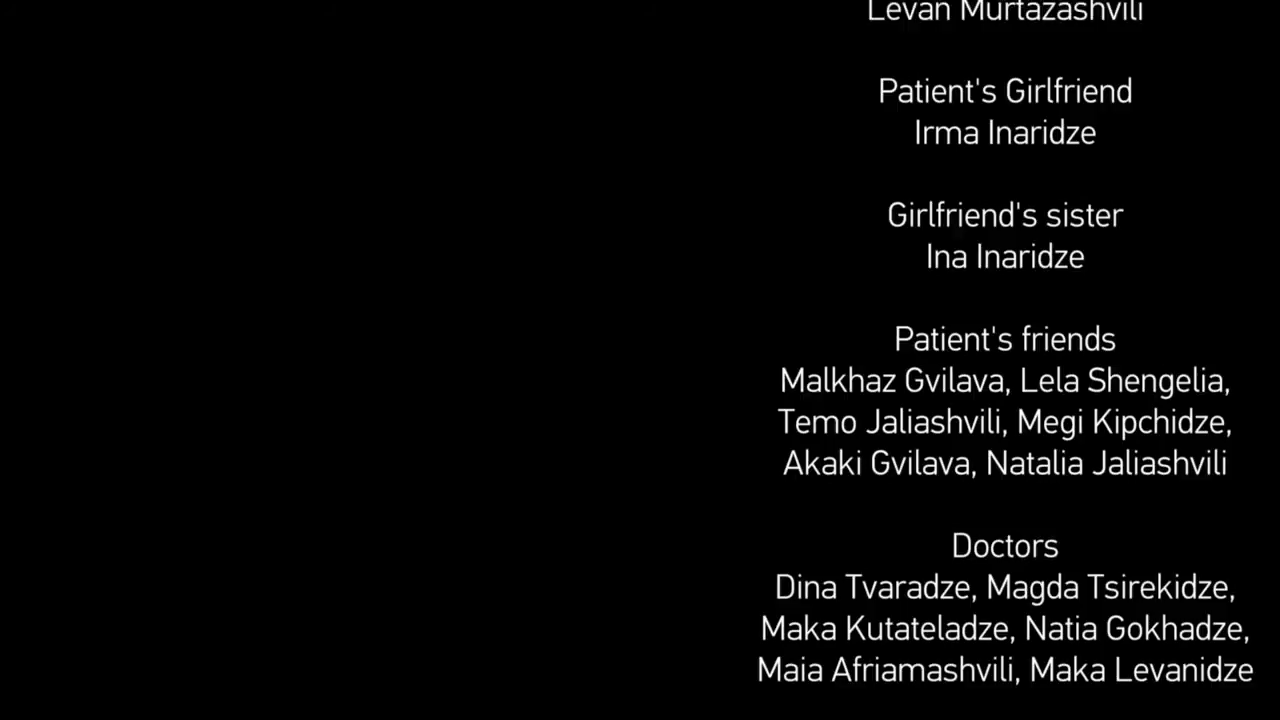 Levan Murtazashvili
Patient's Girlfriend
Irma Inaridze
Girlfriend's sister
Ina Inaridze
Patient's friends
Malkhaz Gvilava, Lela Shengelia,
Temo Jaliashvili, Megi Kipchidze,
Akaki Gvilava, Natalia Jaliashvili
Doctors
Dina Tvaradze, Magda Tsirekidze,
Maka Kutateladze, Natia Gokhadze,
Maia Afriamashvili, Maka Levanidze